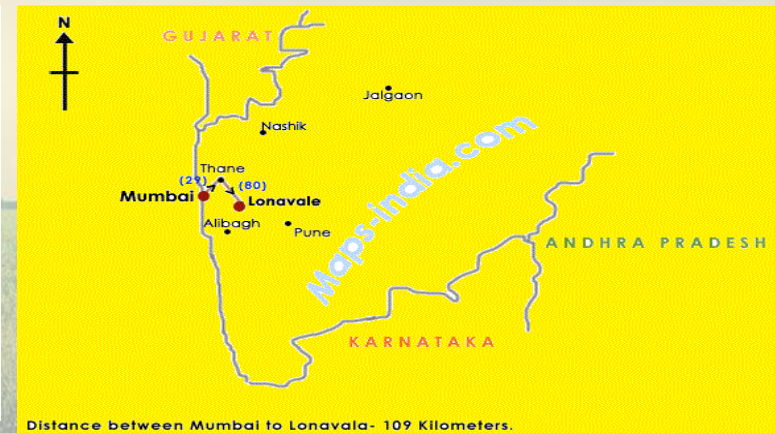 N
GUJARAT
Jalgaon
Nashik
Thane
(29)
(80)
Mumbai
Lonavale
Alibagh
Pune
Maps-india.com
ANDHRA PRADESH
KARNATAKA
Distance between Mumbai to Lonavala- 109 Kilometers.